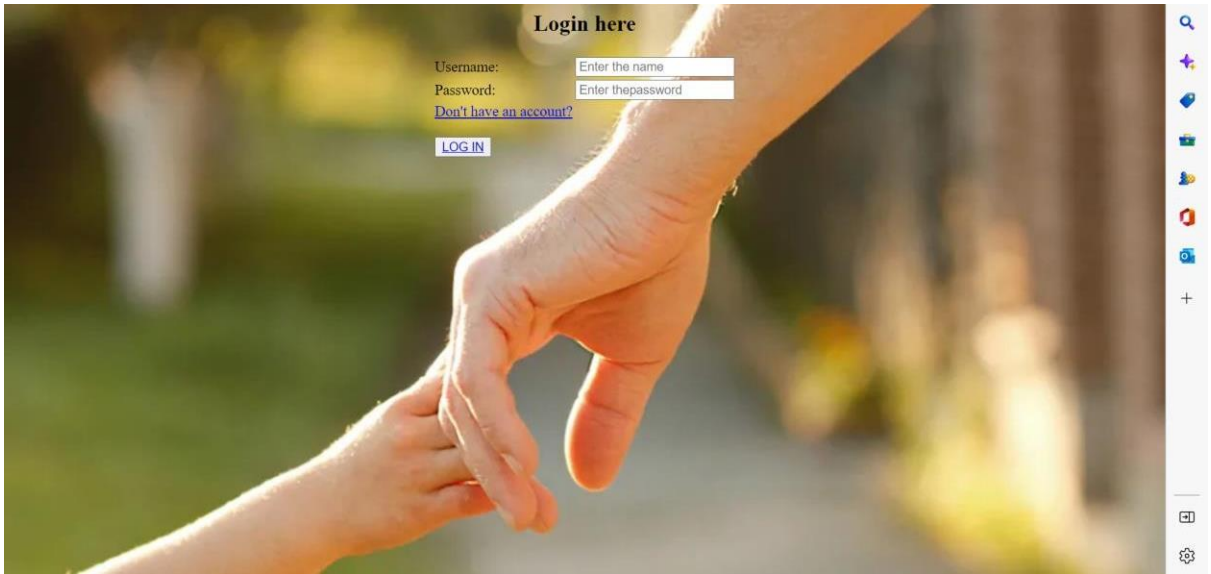 Login here
Username: Enter the name
Password: Enter thepassword
Don't have an account?
LOG IN